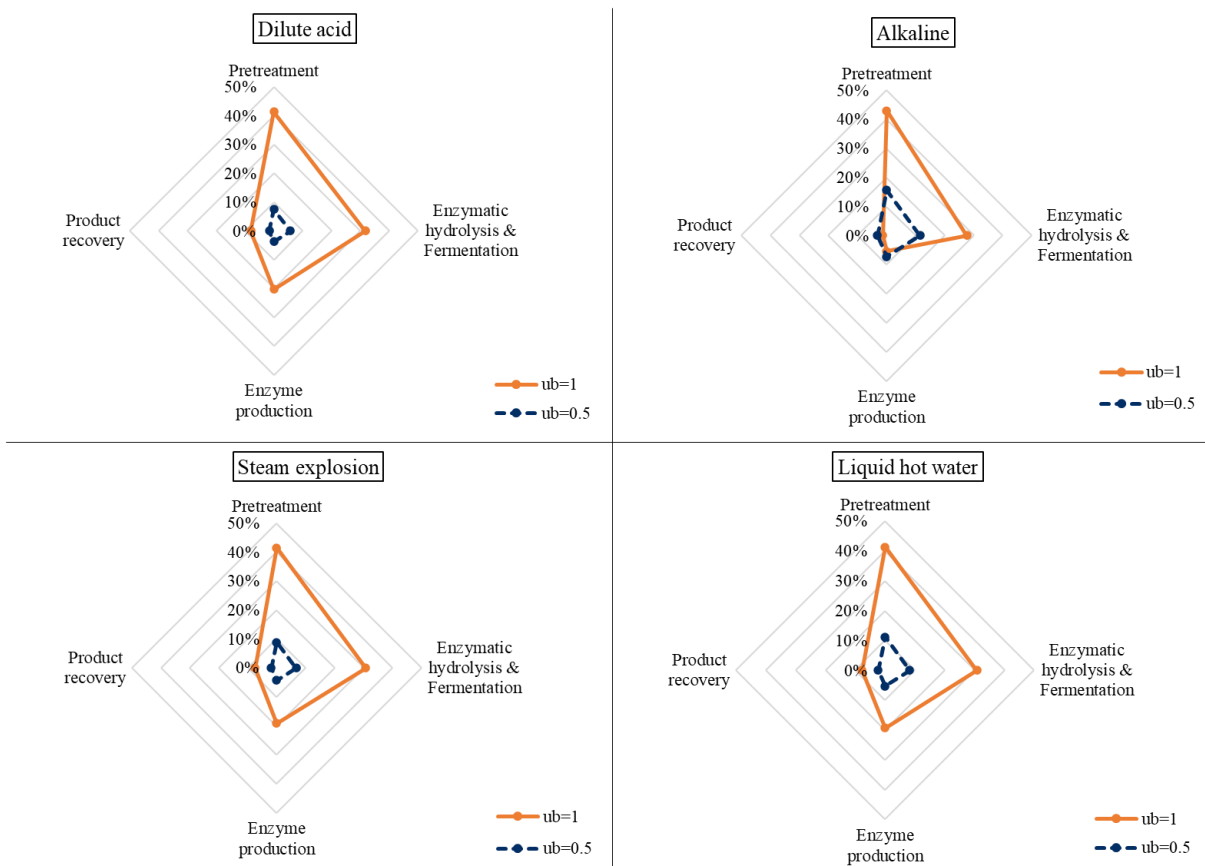 Dilute acid
Pretreatment
50%
40%
30%
20%
10%
0%
Product
recovery
Enzymatic
hydrolysis &
Fermentation
Enzyme
production
ub=1
ub=0.5
Alkaline
Pretreatment
50%
40%
30%
20%
10%
0%
Product
recovery
Enzymatic
hydrolysis &
Fermentation
Enzyme
production
ub=1
ub=0.5
Steam explosion
Pretreatment
50%
40%
30%
20%
10%
0%
Product
recovery
Enzymatic
hydrolysis &
Fermentation
Enzyme
production
ub=1
ub=0.5
Liquid hot water
Pretreatment
50%
40%
30%
20%
10%
0%
Product
recovery
Enzymatic
hydrolysis &
Fermentation
Enzyme
production
ub=1
ub=0.5